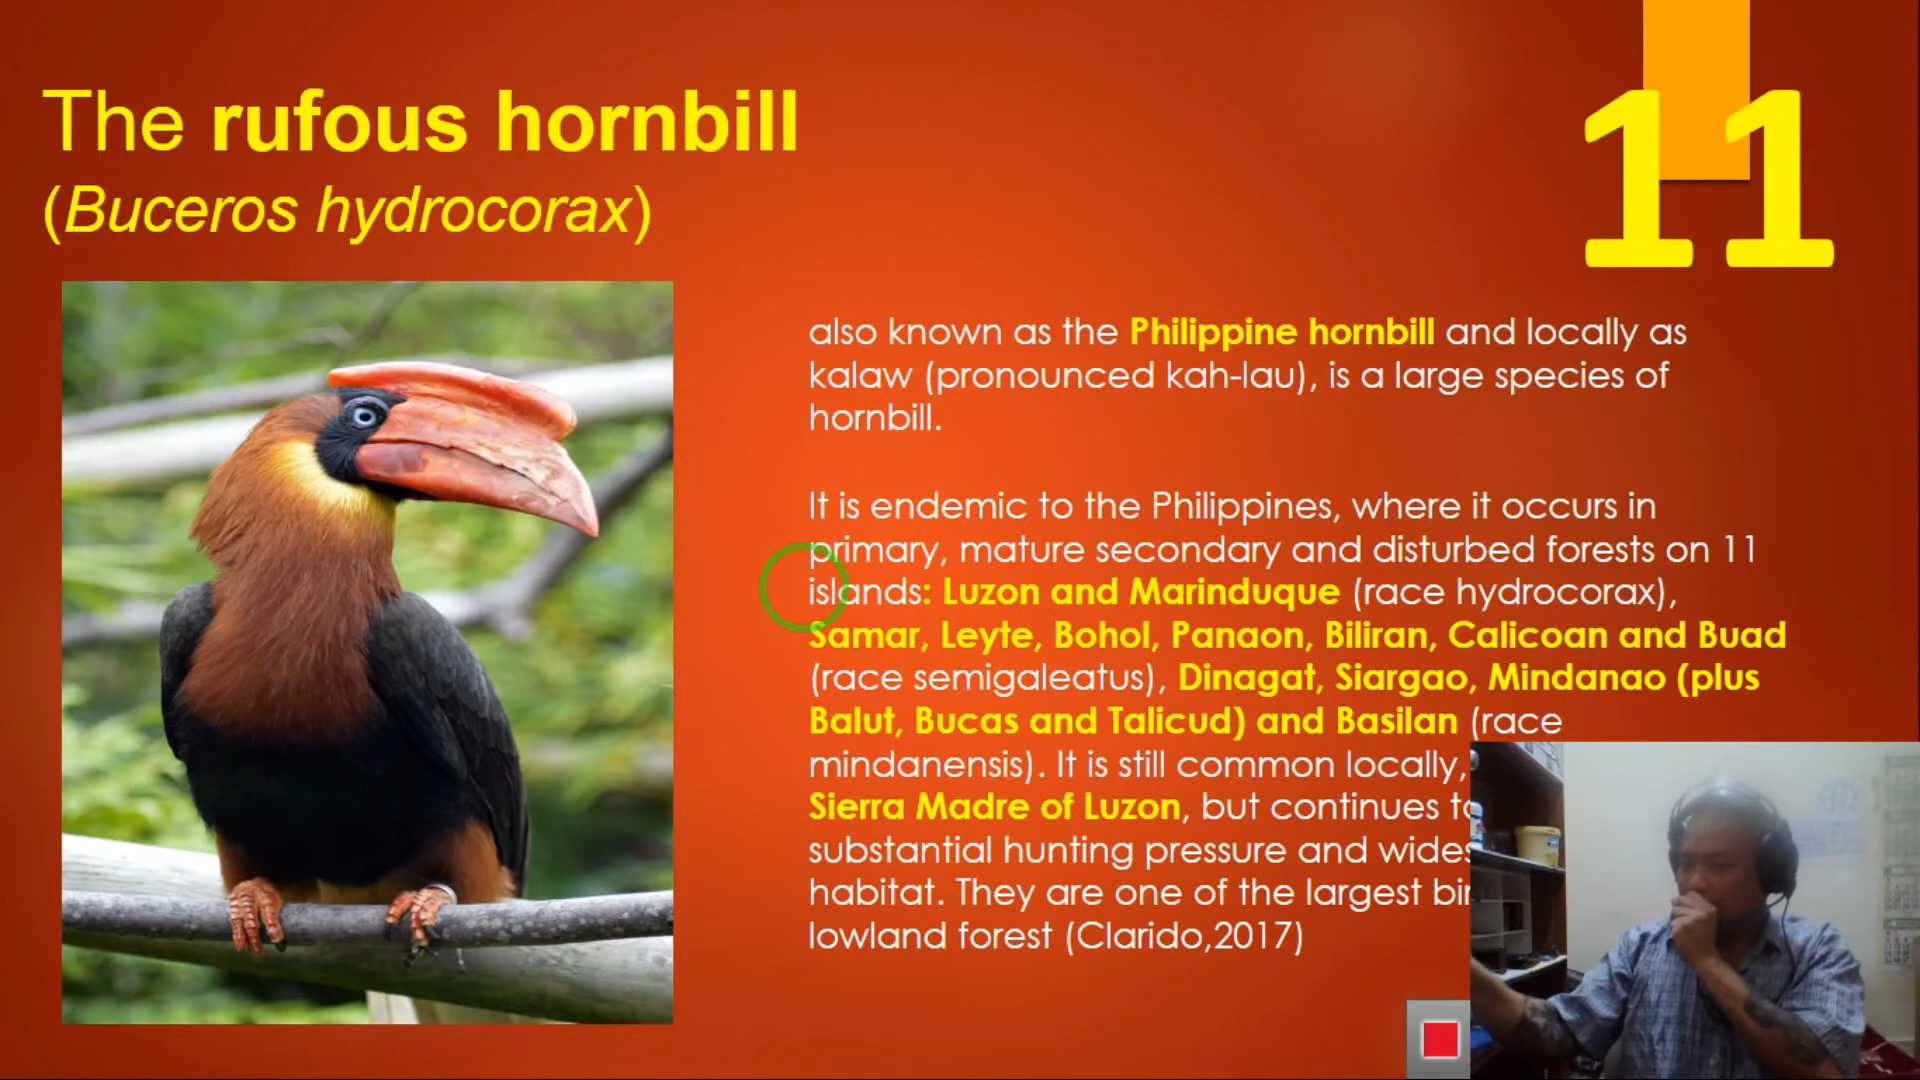 The rufous hornbill
(Buceros hydrocorax)
11
also known as the Philippine hornbill and locally as
kalaw (pronounced kah-lau), is a large species of
hornbill.
It is endemic to the Philippines, where it occurs in
primary, mature secondary and disturbed forests on 11
islands: Luzon and Marinduque (race hydrocorax),
Samar, Leyte, Bohol, Panaon, Biliran, Calicoan and Buad
(race semigaleatus), Dinagat, Siargao, Mindanao (plus
Balut, Bucas and Talicud) and Basilan (race
mindanensis). It is still common locally,
Sierra Madre of Luzon, but continues
substantial hunting pressure and
habitat. They are one of the largest
lowland forest (Clarido,2017)